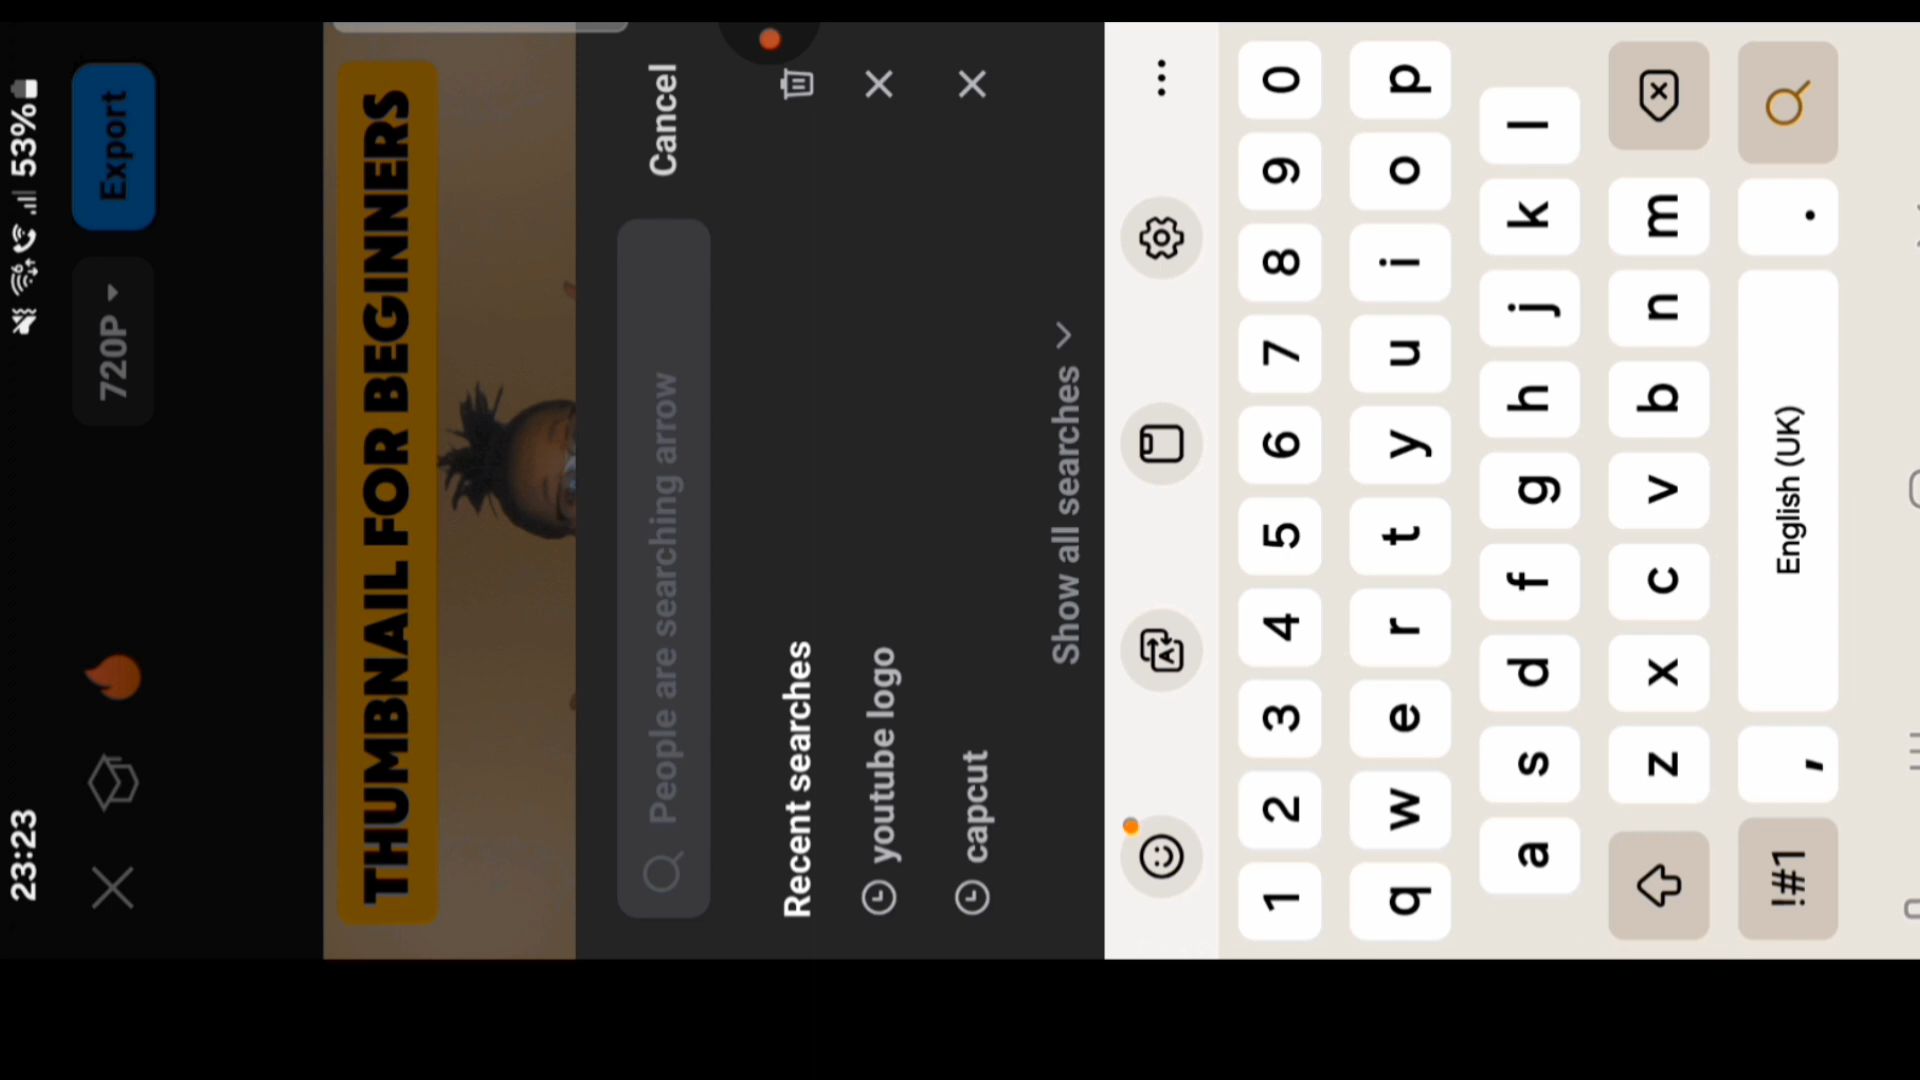 23:23
53%
720P
Export
THUMBNAIL FOR BEGINNERS
People are searching arrow
Cancel
Recent searches
youtube logo
capcut
Show all searches
1 2 3 4 5 6 7 8 9 0
q w e r t y u i o p
a s d f g h j k l
z x c v b n m
!#1 , English (UK) .